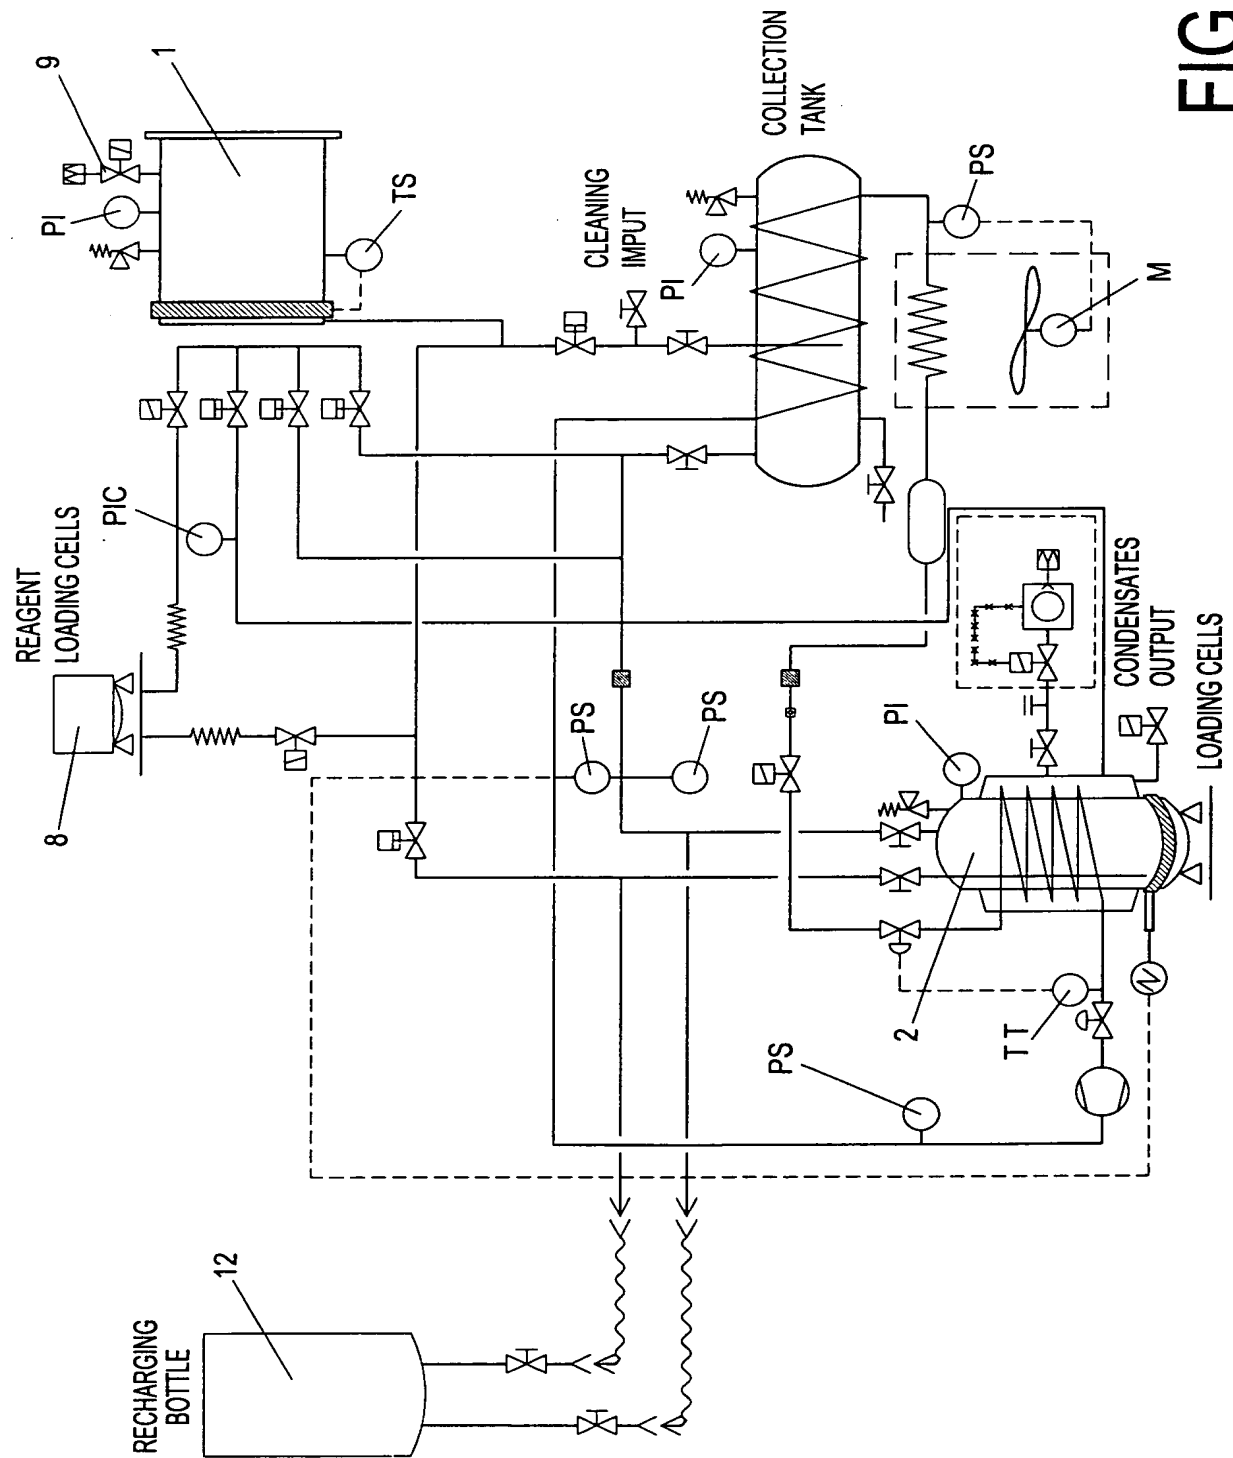 REAGENT
LOADING CELLS
8
9
PI
1
PIC
RECHARGING
BOTTLE
12
TS
PS
CLEANING
IMPUT
PS
PI
COLLECTION
TANK
PS
PI
2
PS
TT
CONDENSATES
OUTPUT
M
LOADING CELLS
FIG